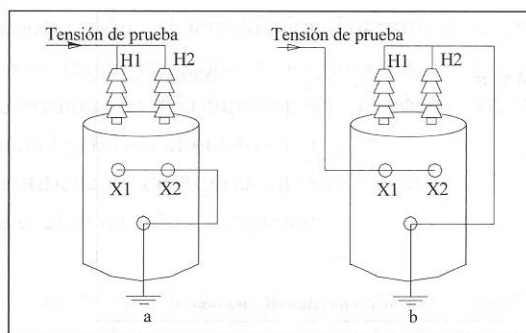 Tensión de prueba
H1
H2
X1
X2
a
Tensión de prueba
H1
H2
X1
X2
b